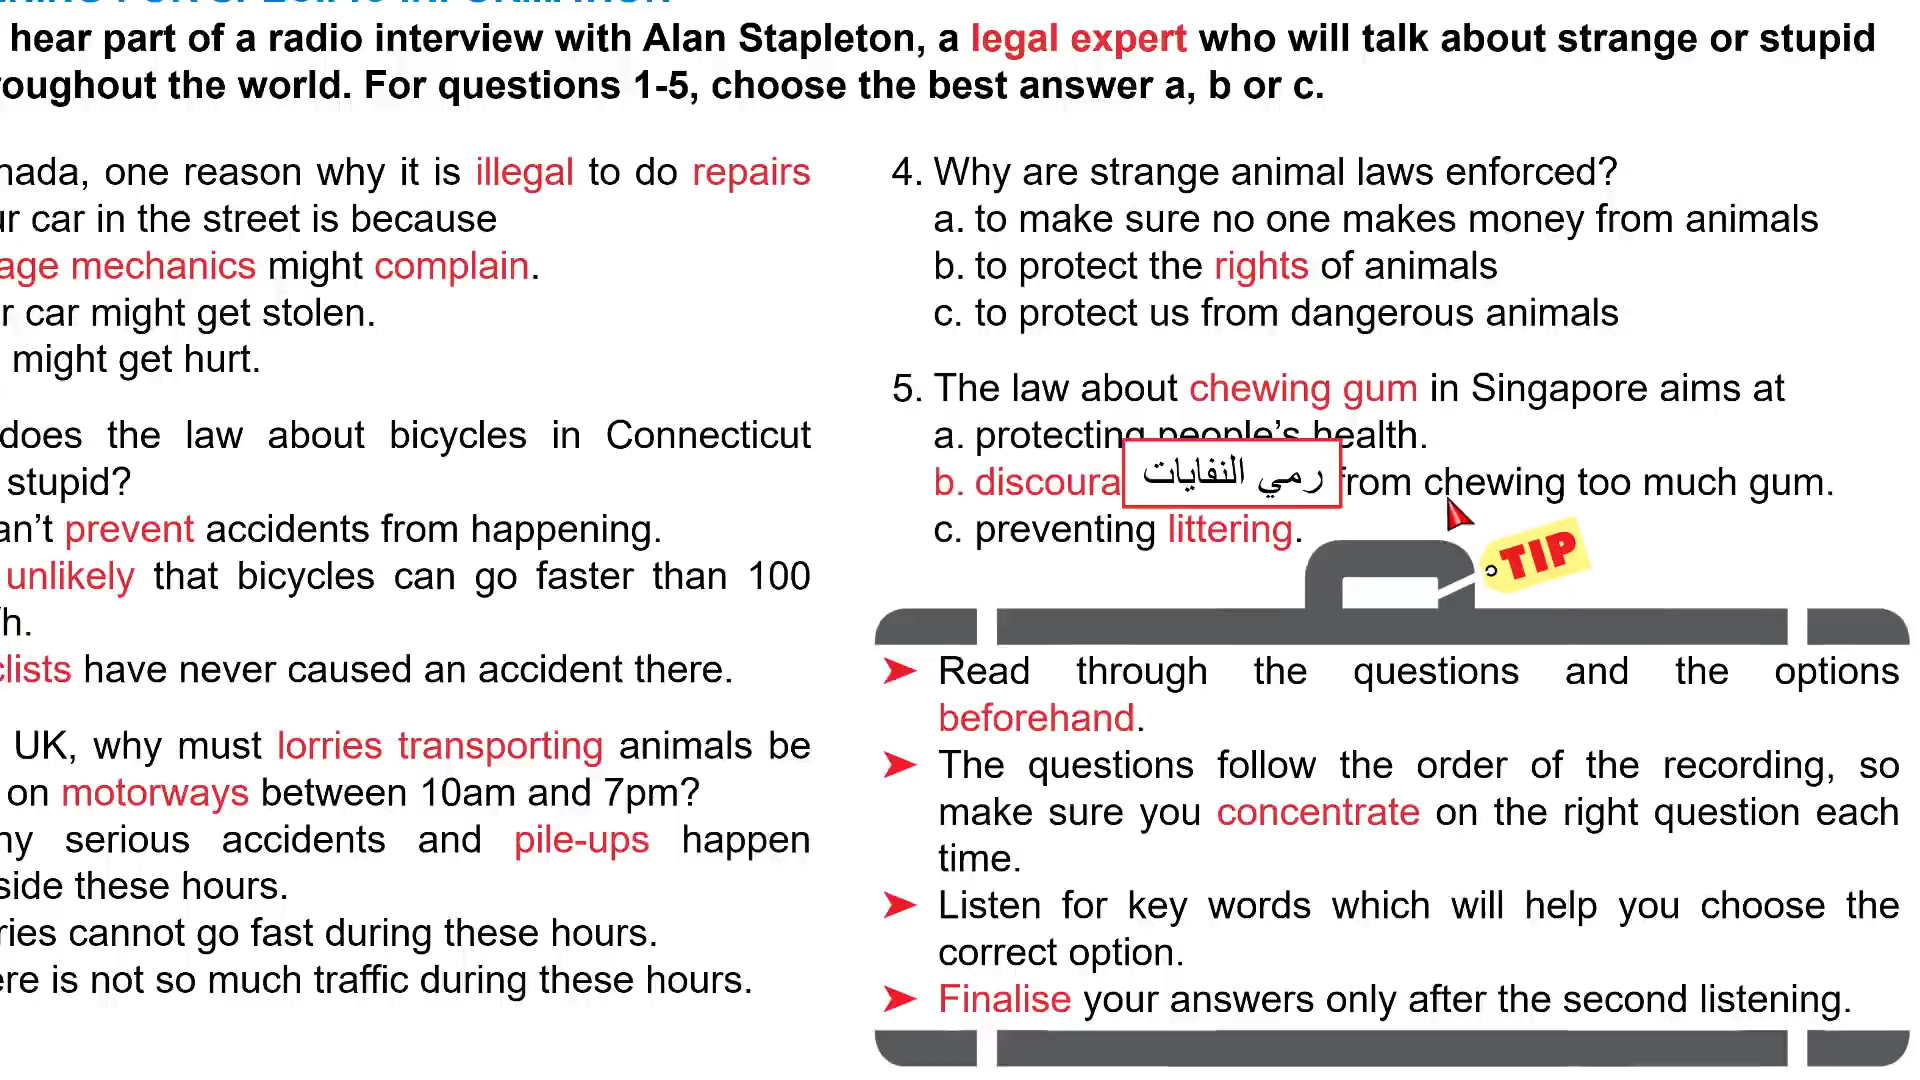 hear part of a radio interview with Alan Stapleton, a legal expert who will talk about strange or stupid
roughout the world. For questions 1-5, choose the best answer a, b or c.
nada, one reason why it is illegal to do repairs
ur car in the street is because
age mechanics might complain.
r car might get stolen.
might get hurt.
does the law about bicycles in Connecticut
stupid?
an't prevent accidents from happening.
unlikely that bicycles can go faster than 100
/h.
clists have never caused an accident there.
UK, why must lorries transporting animals be
on motorways between 10am and 7pm?
ny serious accidents and pile-ups happen
side these hours.
ries cannot go fast during these hours.
ere is not so much traffic during these hours.
4. Why are strange animal laws enforced?
a. to make sure no one makes money from animals
b. to protect the rights of animals
c. to protect us from dangerous animals
5. The law about chewing gum in Singapore aims at
a. protecting people's health.
b. discoura
رمي النفايات
from chewing too much gum.
c. preventing littering.
TIP
Read through the questions and the options
beforehand.
The questions follow the order of the recording, so
make sure you concentrate on the right question each
time.
Listen for key words which will help you choose the
correct option.
Finalise your answers only after the second listening.